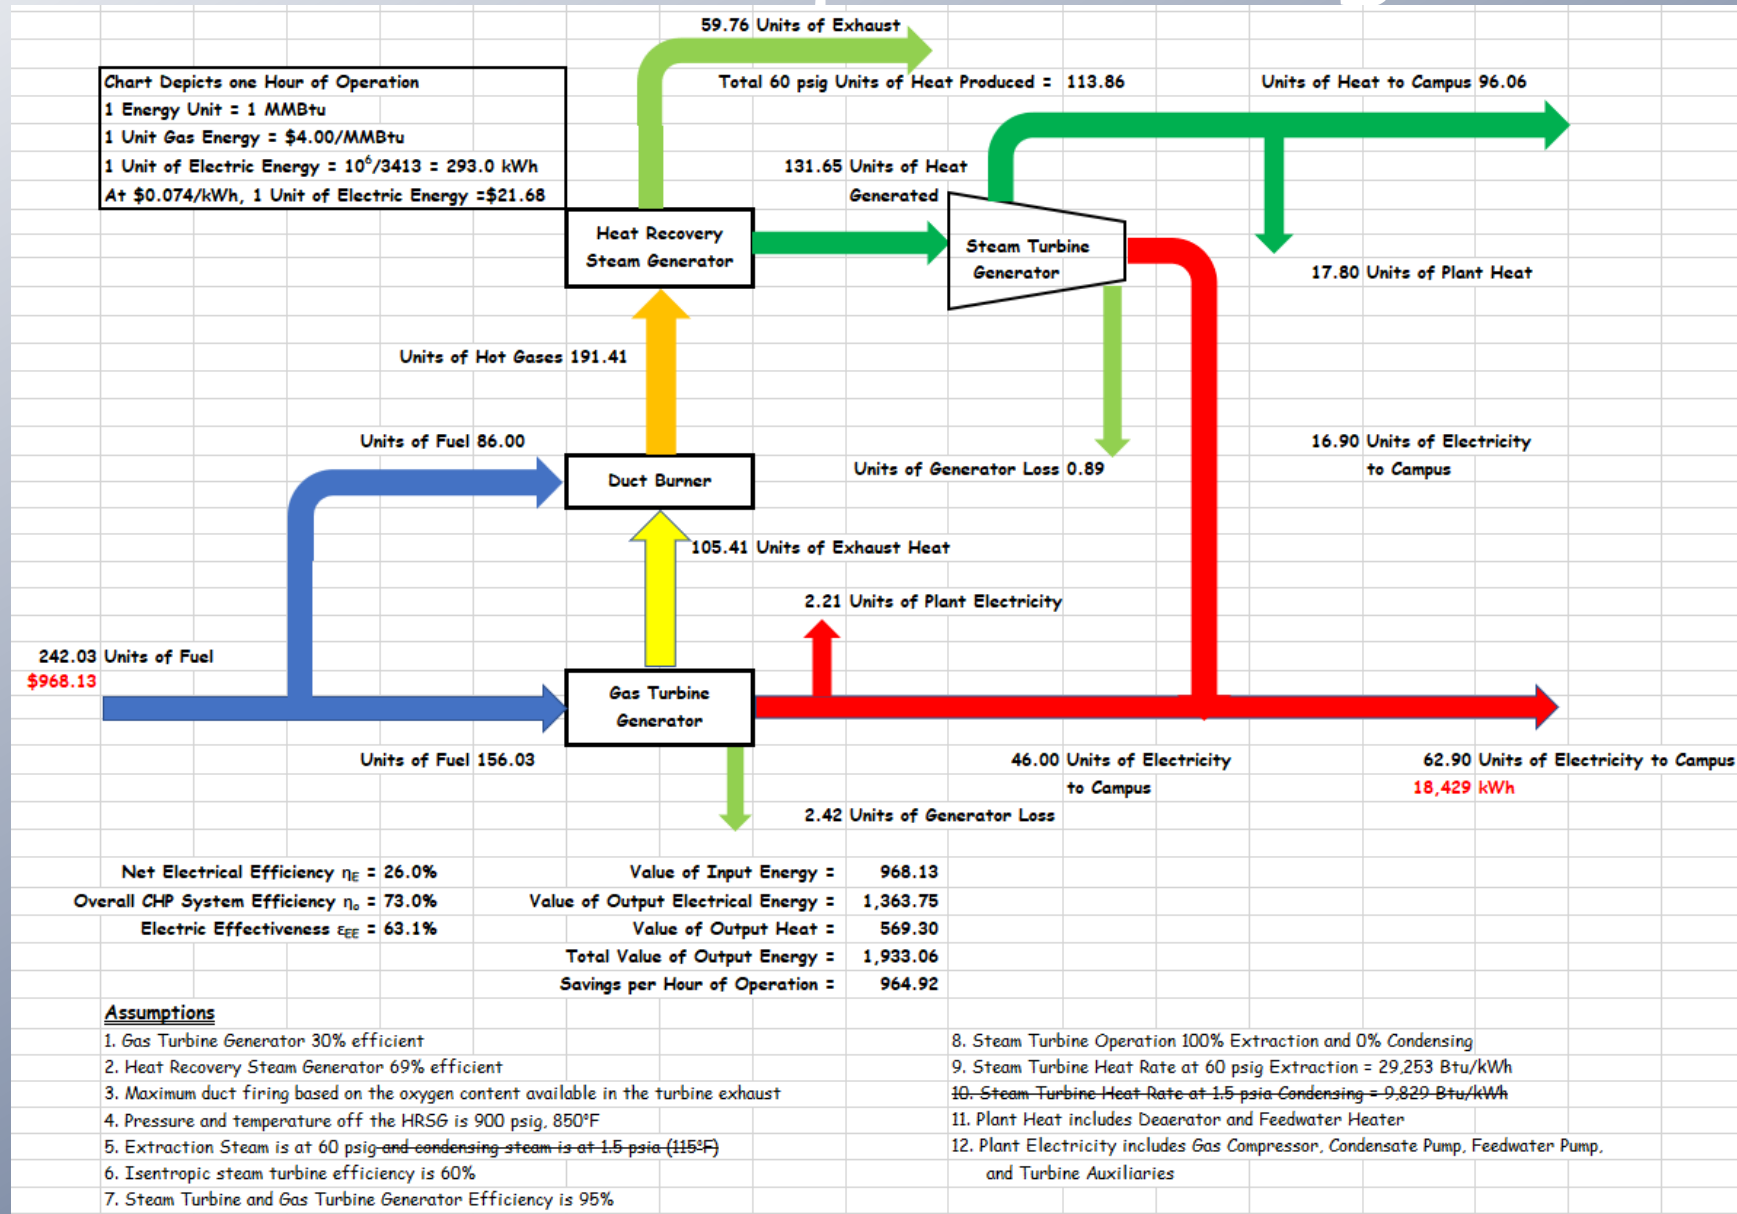 59.76 Units of Exhaust
Chart Depicts one Hour of Operation
1 Energy Unit = 1 MMBtu
1 Unit Gas Energy = $4.00/MMBtu
1 Unit of Electric Energy = 10⁶/3413 = 293.0 kWh
At $0.074/kWh, 1 Unit of Electric Energy =$21.68
Total 60 psig Units of Heat Produced = 113.86
Units of Heat to Campus 96.06
131.65 Units of Heat
Generated
Heat Recovery
Steam Generator
Steam Turbine
Generator
17.80 Units of Plant Heat
Units of Hot Gases 191.41
Units of Fuel 86.00
16.90 Units of Electricity
to Campus
Units of Generator Loss 0.89
Duct Burner
105.41 Units of Exhaust Heat
2.21 Units of Plant Electricity
242.03 Units of Fuel
$968.13
Gas Turbine
Generator
Units of Fuel 156.03
46.00 Units of Electricity
to Campus
62.90 Units of Electricity to Campus
18,429 kWh
2.42 Units of Generator Loss
Net Electrical Efficiency ηE = 26.0%
Overall CHP System Efficiency ηo = 73.0%
Electric Effectiveness εEE = 63.1%
Value of Input Energy = 968.13
Value of Output Electrical Energy = 1,363.75
Value of Output Heat = 569.30
Total Value of Output Energy = 1,933.06
Savings per Hour of Operation = 964.92
Assumptions
1. Gas Turbine Generator 30% efficient
2. Heat Recovery Steam Generator 69% efficient
3. Maximum duct firing based on the oxygen content available in the turbine exhaust
4. Pressure and temperature off the HRSG is 900 psig, 850°F
5. Extraction Steam is at 60 psig and condensing steam is at 1.5 psia (115°F)
6. Isentropic steam turbine efficiency is 60%
7. Steam Turbine and Gas Turbine Generator Efficiency is 95%
8. Steam Turbine Operation 100% Extraction and 0% Condensing
9. Steam Turbine Heat Rate at 60 psig Extraction = 29,253 Btu/kWh
10. Steam Turbine Heat Rate at 1.5 psia Condensing = 9,829 Btu/kWh
11. Plant Heat includes Deaerator and Feedwater Heater
12. Plant Electricity includes Gas Compressor, Condensate Pump, Feedwater Pump,
and Turbine Auxiliaries